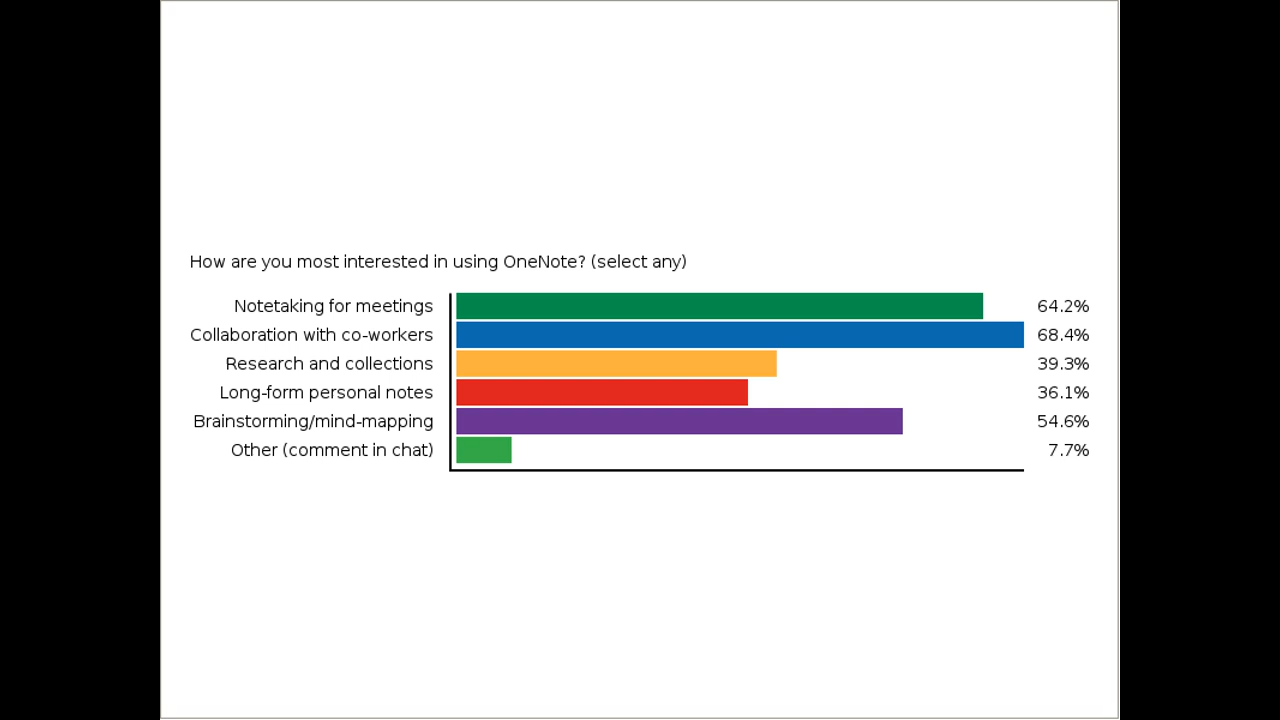 How are you most interested in using OneNote? (select any)
Notetaking for meetings 64.2%
Collaboration with co-workers 68.4%
Research and collections 39.3%
Long-form personal notes 36.1%
Brainstorming/mind-mapping 54.6%
Other (comment in chat) 7.7%